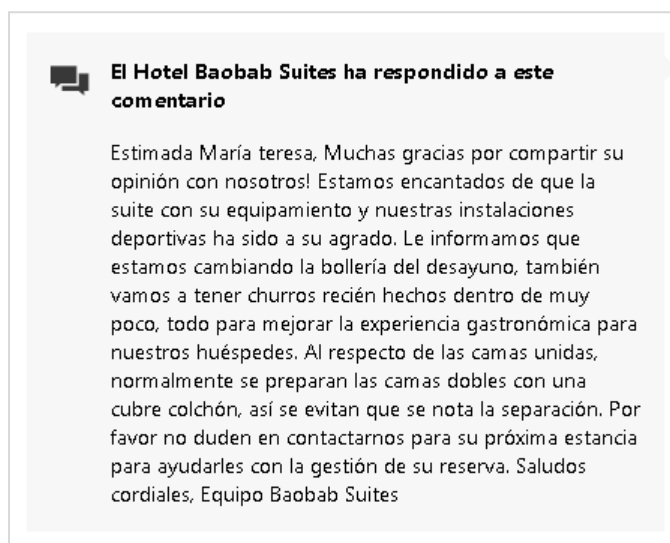 El Hotel Baobab Suites ha respondido a este
comentario
Estimada María teresa, Muchas gracias por compartir su
opinión con nosotros! Estamos encantados de que la
suite con su equipamiento y nuestras instalaciones
deportivas ha sido a su agrado. Le informamos que
estamos cambiando la bollería del desayuno, también
vamos a tener churros recién hechos dentro de muy
poco, todo para mejorar la experiencia gastronómica para
nuestros huéspedes. Al respecto de las camas unidas,
normalmente se preparan las camas dobles con una
cubre colchón, así se evitan que se nota la separación. Por
favor no duden en contactarnos para su próxima estancia
para ayudarles con la gestión de su reserva. Saludos
cordiales, Equipo Baobab Suites